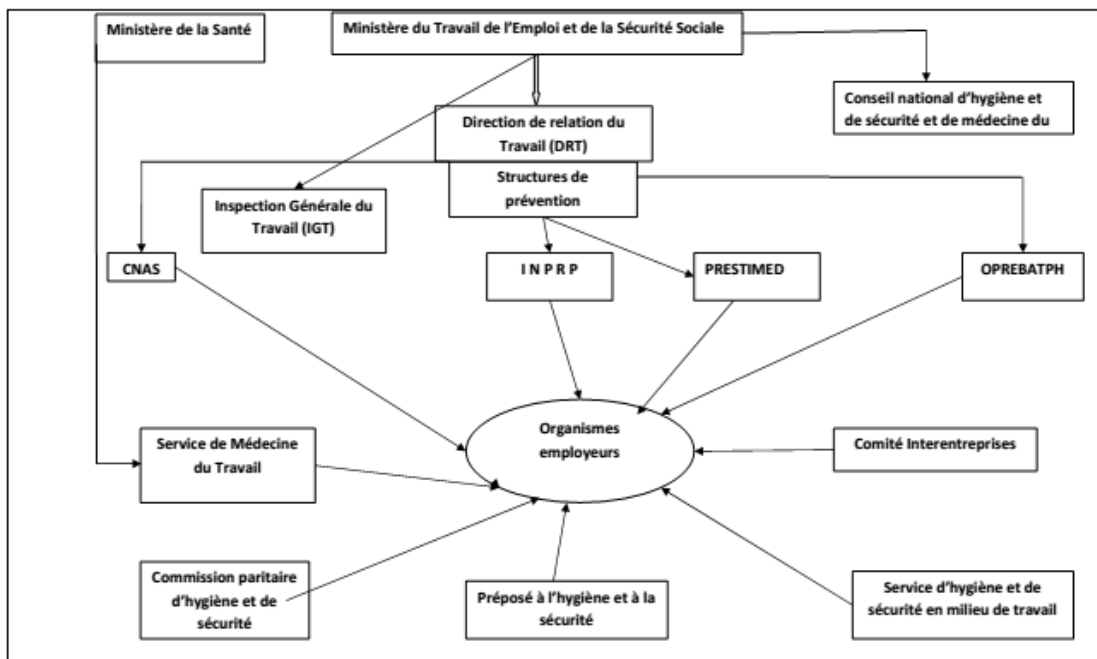 Ministère de la Santé
Ministère du Travail de l'Emploi et de la Sécurité Sociale
Conseil national d'hygiène et
de sécurité et de médecine du
Direction de relation du
Travail (DRT)
Structures de
prévention
Inspection Générale du
Travail (IGT)
CNAS
I N P R P
PRESTIMED
OPREBATPH
Organismes
employeurs
Service de Médecine
du Travail
Comité Interentreprises
Commission paritaire
d'hygiène et de
sécurité
Préposé à l'hygiène et à la
sécurité
Service d'hygiène et de
sécurité en milieu de travail